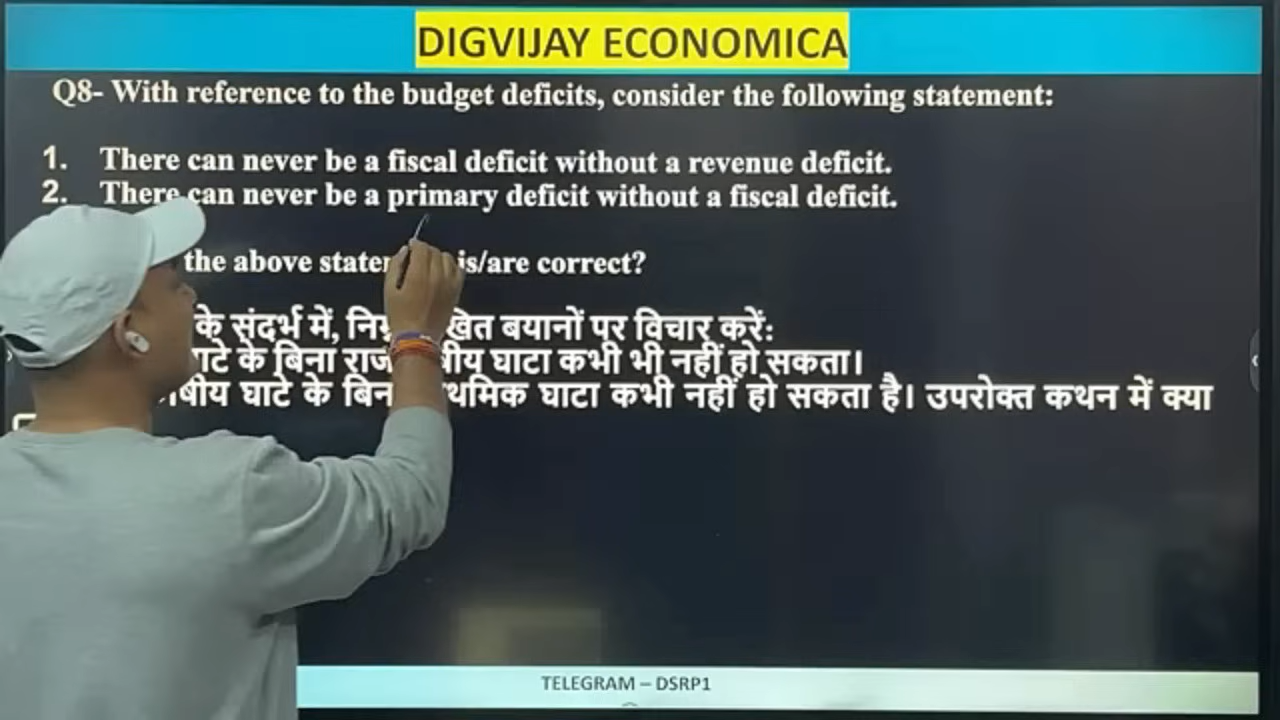 DIGVIJAY ECONOMICA
Q8- With reference to the budget deficits, consider the following statement:
1. There can never be a fiscal deficit without a revenue deficit.
2. There can never be a primary deficit without a fiscal deficit.
the above is/are correct?
के संदर्भ में, बयानों पर विचार करें:
के बिना घाटा कभी भी नहीं हो सकता।
घाटे के घाटा कभी नहीं हो सकता है। उपरोक्त कथन में क्या
TELEGRAM – DSRP1